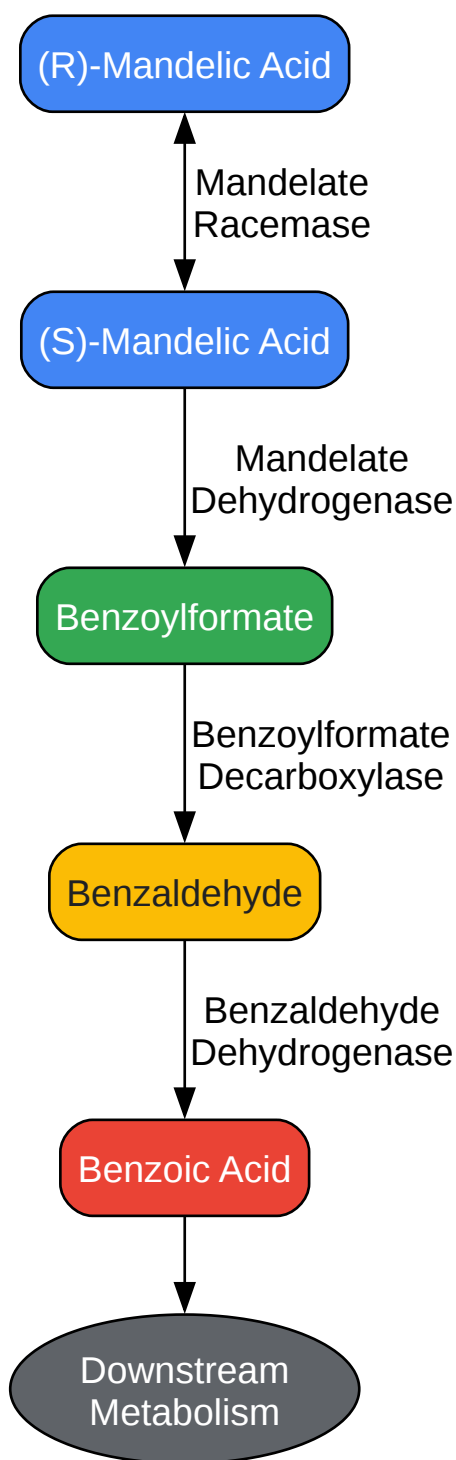 (R)-Mandelic Acid
Mandelate
Racemase
(S)-Mandelic Acid
Mandelate
Dehydrogenase
Benzoylformate
Benzoylformate
Decarboxylase
Benzaldehyde
Benzaldehyde
Dehydrogenase
Benzoic Acid
Downstream
Metabolism